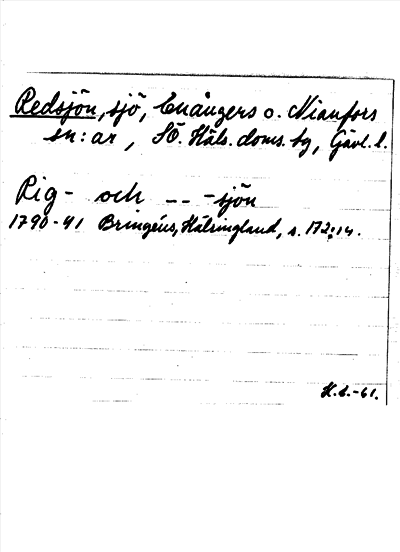 Redsjön, sjö, Enångers o. Nianfors
sn:ar, SÖ. Häls. doms.bg, Gävl. l.
Rig- och -- -sjön
1790-91 Bringéus, Hälsingland, s. 172:14.
H.S.-61.